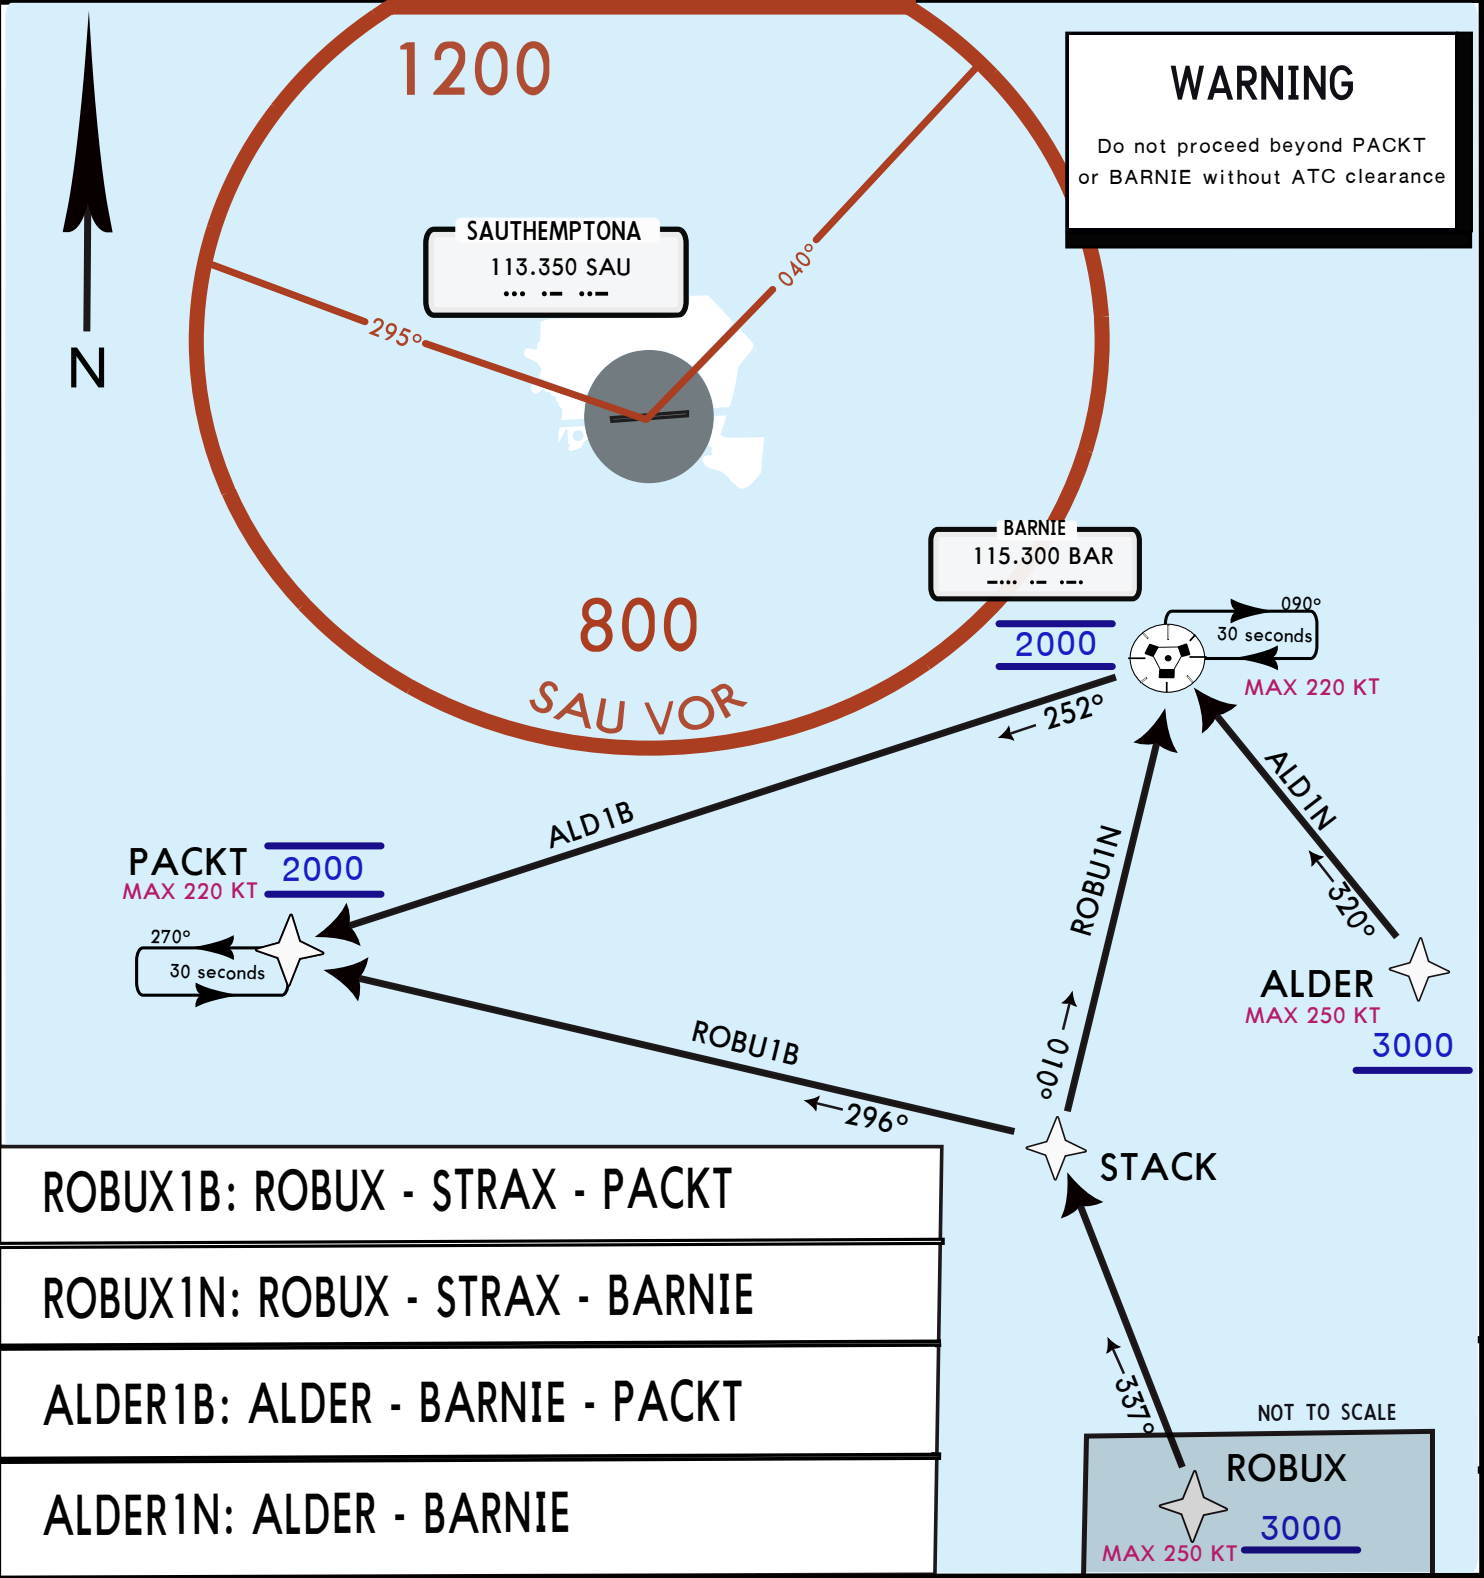 1200
WARNING
Do not proceed beyond PACKT
or BARNIE without ATC clearance
SAUTHEMPTONA
113.350 SAU
... .- ..-
040°
295°
N
BARNIE
115.300 BAR
-... .- .-.
800
SAU VOR
2000
090°
30 seconds
MAX 220 KT
252°
ALD1B
ALD1N
PACKT
2000
MAX 220 KT
270°
30 seconds
ROBU1N
320°
ALDER
MAX 250 KT
3000
ROBU1B
010°
296°
STACK
ROBUX1B: ROBUX - STRAX - PACKT
ROBUX1N: ROBUX - STRAX - BARNIE
ALDER1B: ALDER - BARNIE - PACKT
ALDER1N: ALDER - BARNIE
337°
NOT TO SCALE
ROBUX
3000
MAX 250 KT